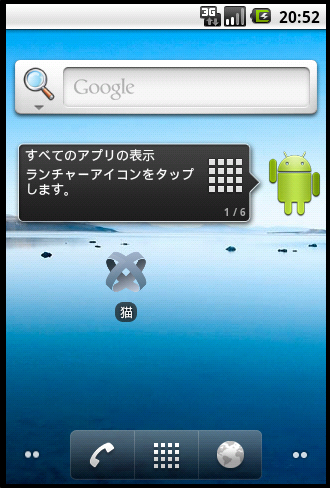 3G 20:52
Google
すべてのアプリの表示
ランチャーアイコンをタップ
します。
1 / 6
猫